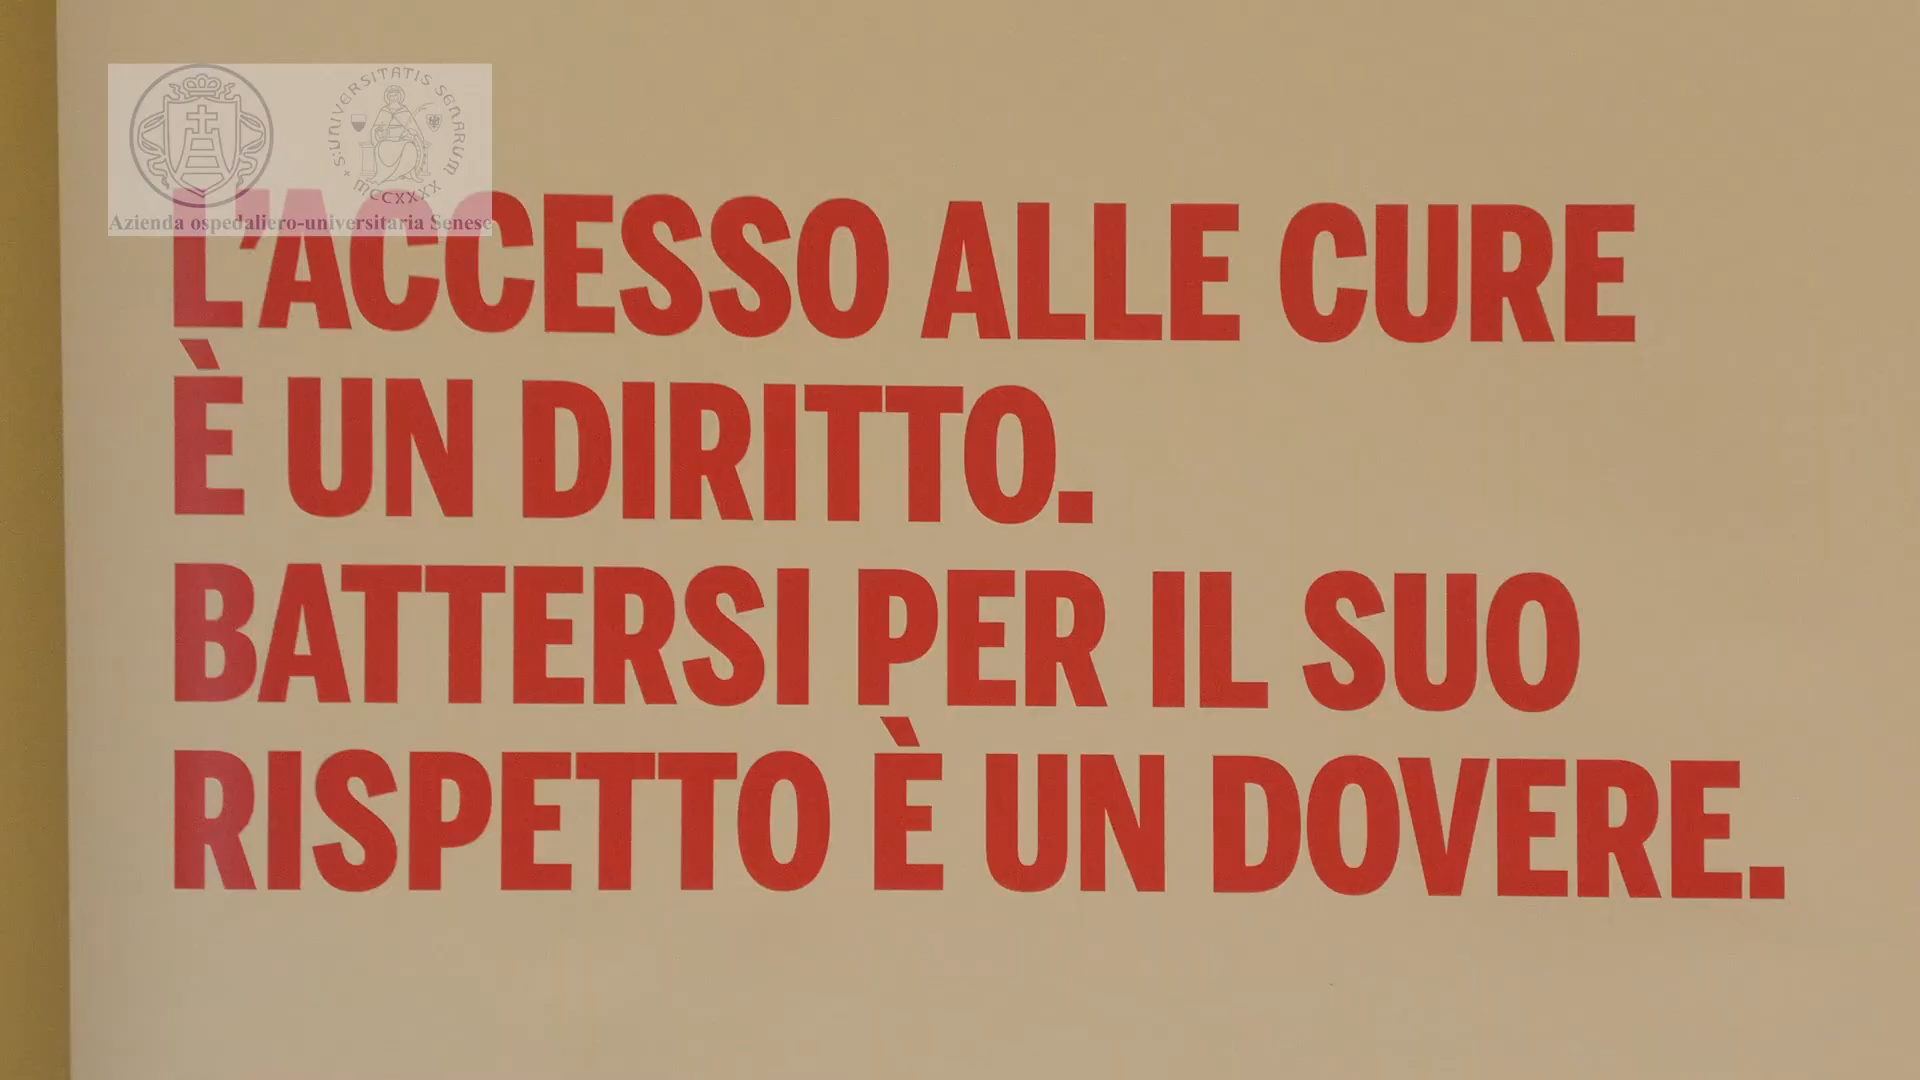 S·UNIVERSITATIS SENARUM
MCCXXXX
Azienda ospedaliero-universitaria Senese
L'ACCESSO ALLE CURE
È UN DIRITTO.
BATTERSI PER IL SUO
RISPETTO È UN DOVERE.